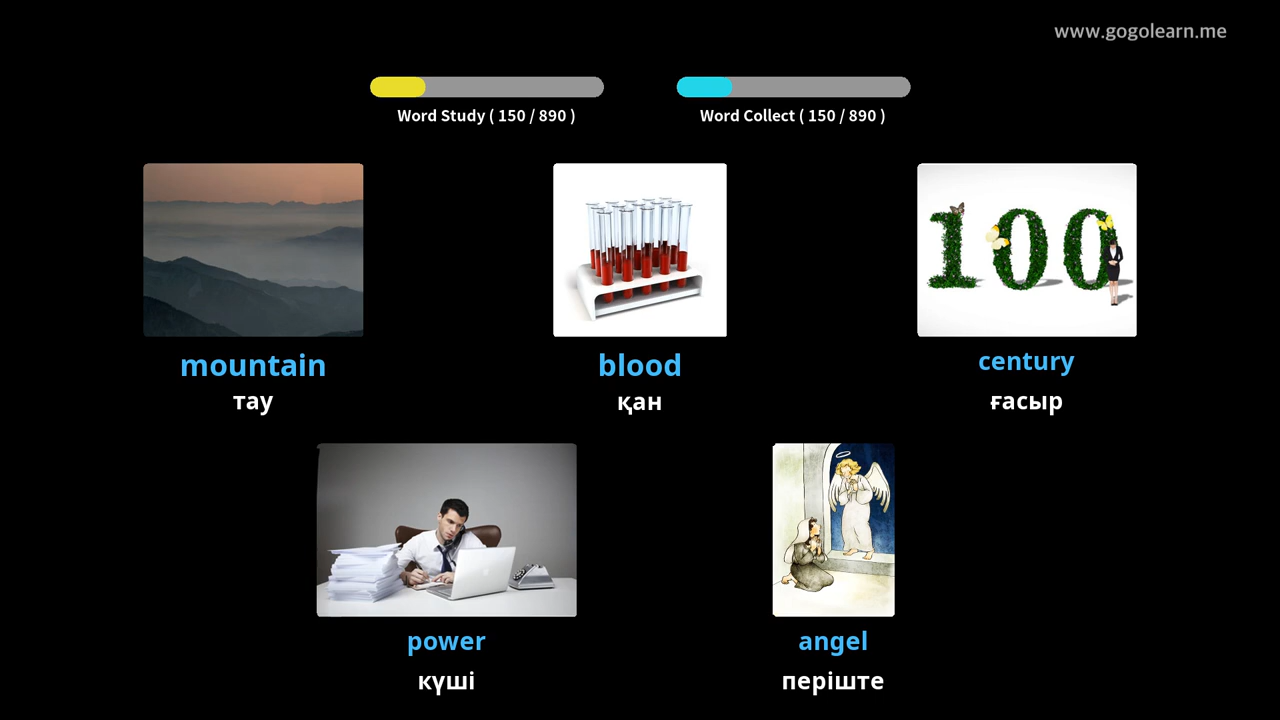 www.gogolearn.me
Word Study ( 150 / 890 )
Word Collect ( 150 / 890 )
mountain
тау
blood
қан
century
ғасыр
power
күші
angel
періште